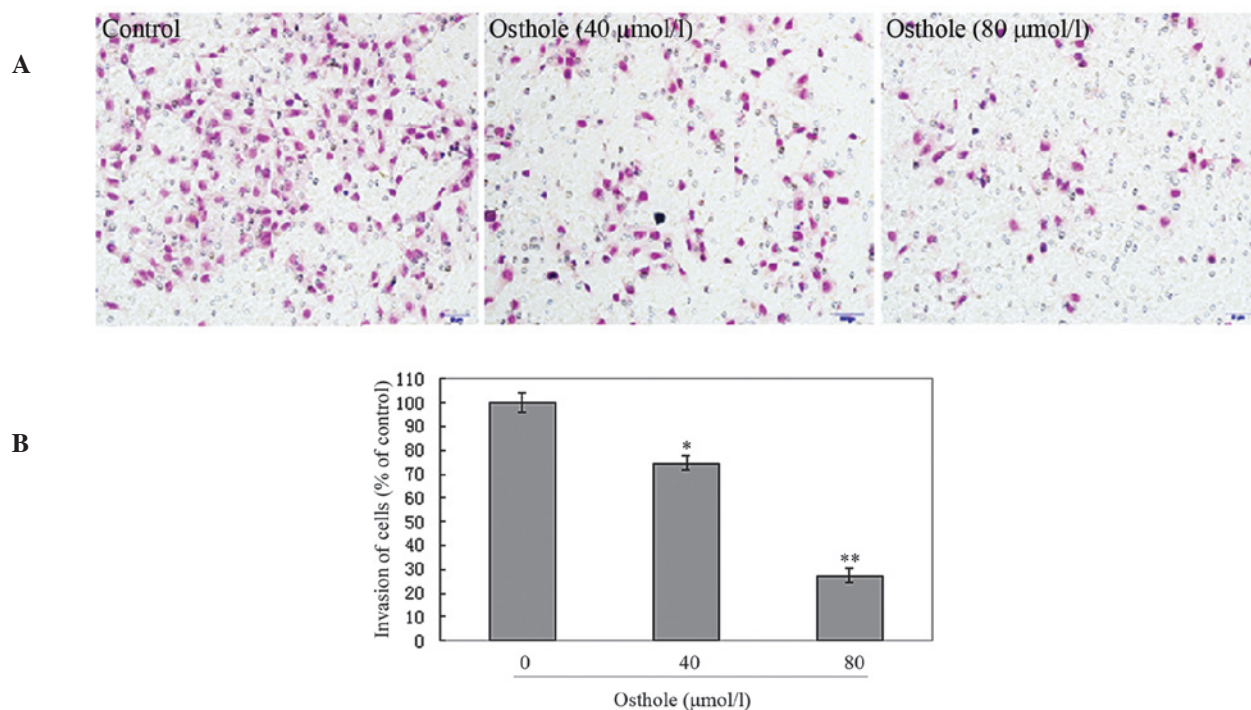 A
Control
Osthole (40 μmol/l)
Osthole (80 μmol/l)
B
Invasion of cells (% of control)
110
100
90
80
70
60
50
40
30
20
10
0
*
**
0 40 80
Osthole (μmol/l)